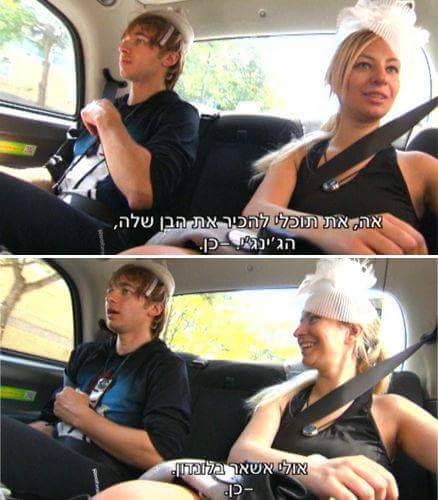 אה, את תוכלי להכיר את הבן שלה,
הג'ינג'י. -כן.
אולי אשאר בלונדון.
-כן.